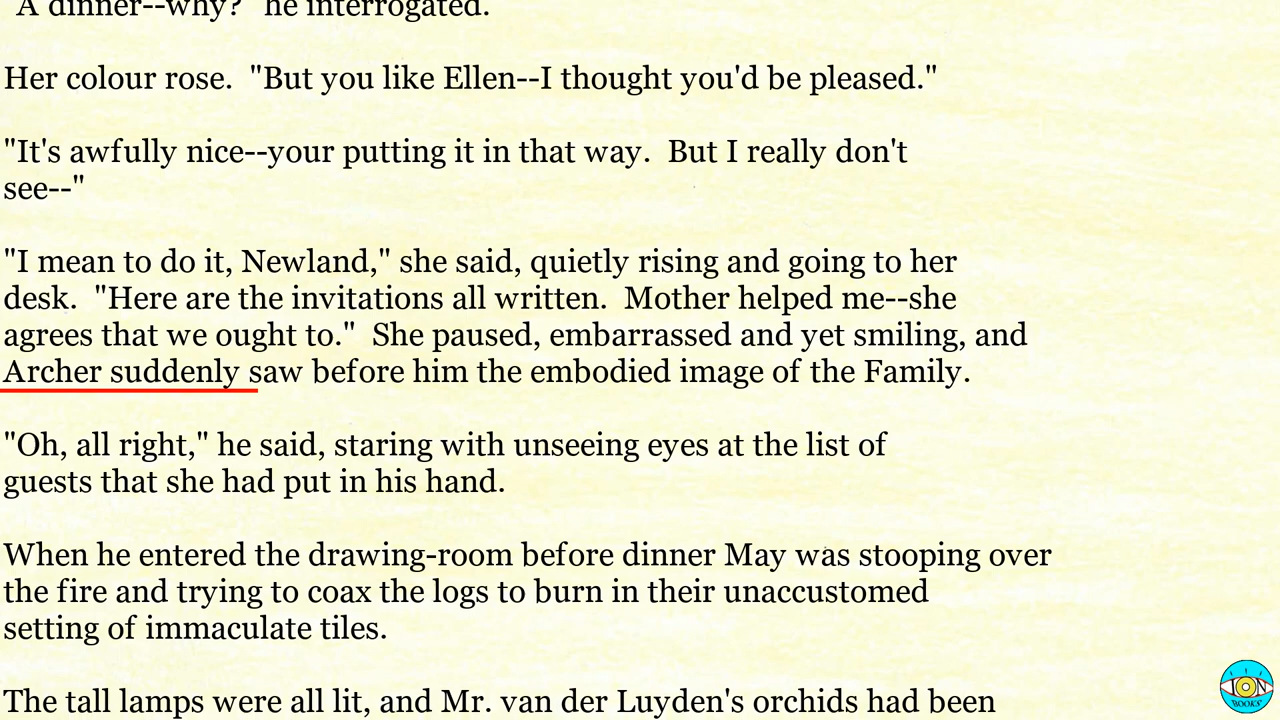 "A dinner--why?" he interrogated.
Her colour rose.  "But you like Ellen--I thought you'd be pleased."
"It's awfully nice--your putting it in that way.  But I really don't
see--"
"I mean to do it, Newland," she said, quietly rising and going to her
desk.  "Here are the invitations all written.  Mother helped me--she
agrees that we ought to."  She paused, embarrassed and yet smiling, and
Archer suddenly saw before him the embodied image of the Family.
"Oh, all right," he said, staring with unseeing eyes at the list of
guests that she had put in his hand.
When he entered the drawing-room before dinner May was stooping over
the fire and trying to coax the logs to burn in their unaccustomed
setting of immaculate tiles.
The tall lamps were all lit, and Mr. van der Luyden's orchids had been
ION
BOOKS